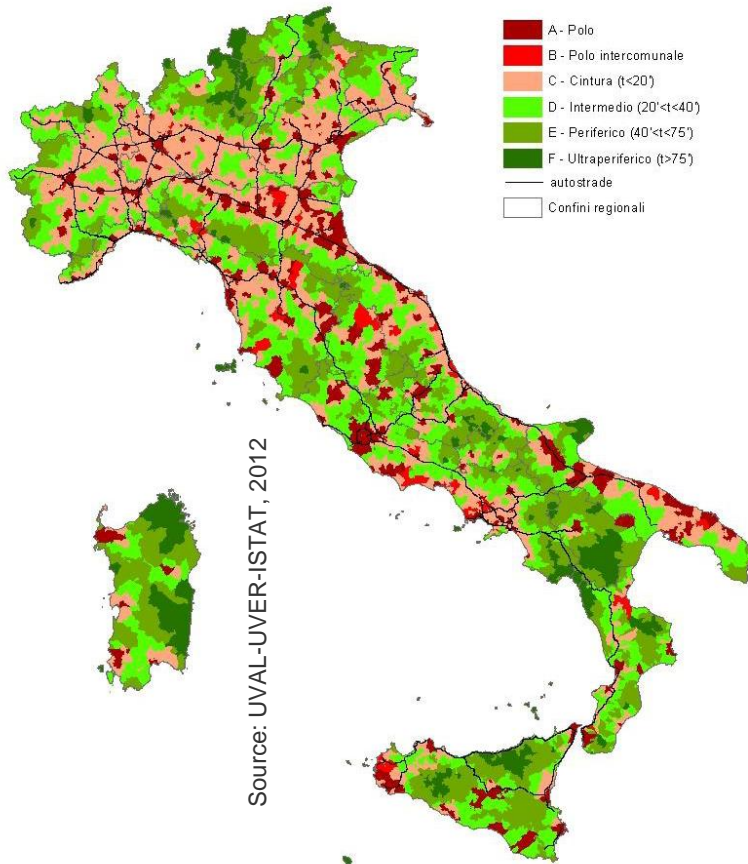 A - Polo
B - Polo intercomunale
C - Cintura (t<20')
D - Intermedio (20'<t<40')
E - Periferico (40'<t<75')
F - Ultraperiferico (t>75')
autostrade
Confini regionali
Source: UVAL-UVER-ISTAT, 2012